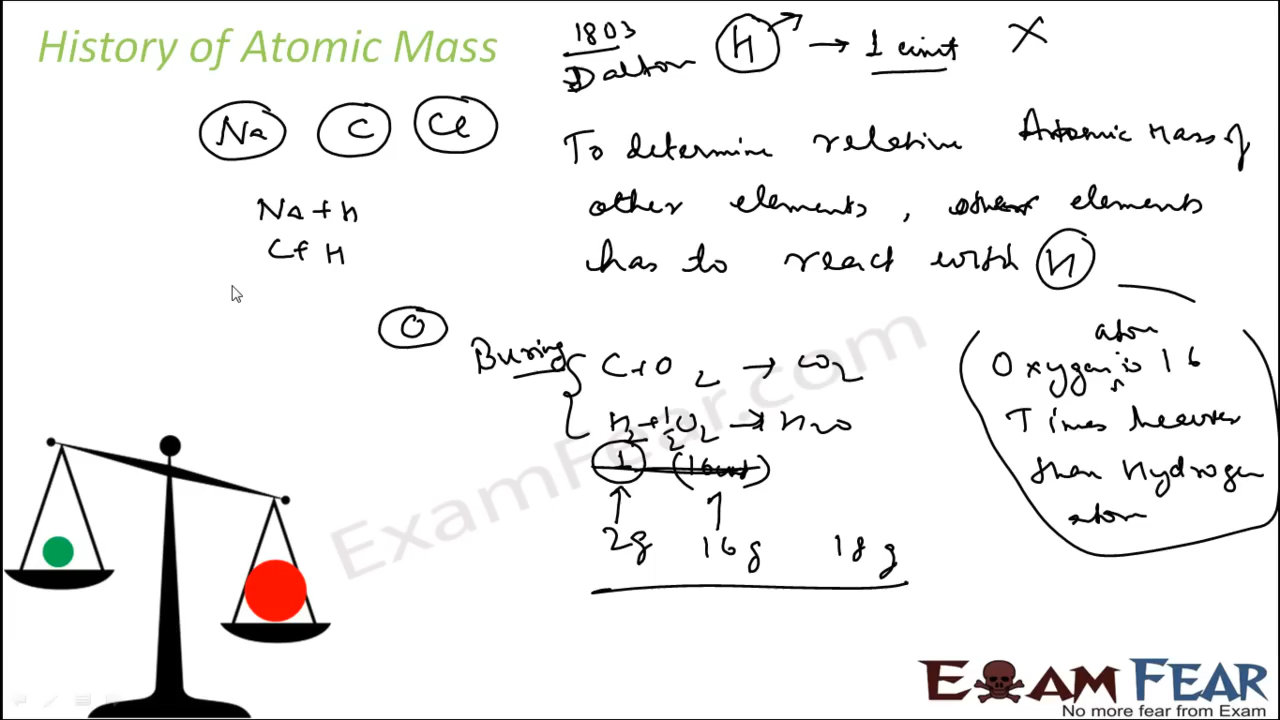 History of Atomic Mass
1803
Dalton H → 1 unit X
Na C Cl
To determine relative Atomic Mass of
other elements, elements
has to react with H
Na + H
C + H
O
Buring
C + O2 → CO2
H2 + 1/2 O2 → H2O
1
2g 16g 18g
atom
Oxygen is 16
Times heavier
than Hydrogen
atom
ExamFear.com
EXAM FEAR
No more fear from Exam